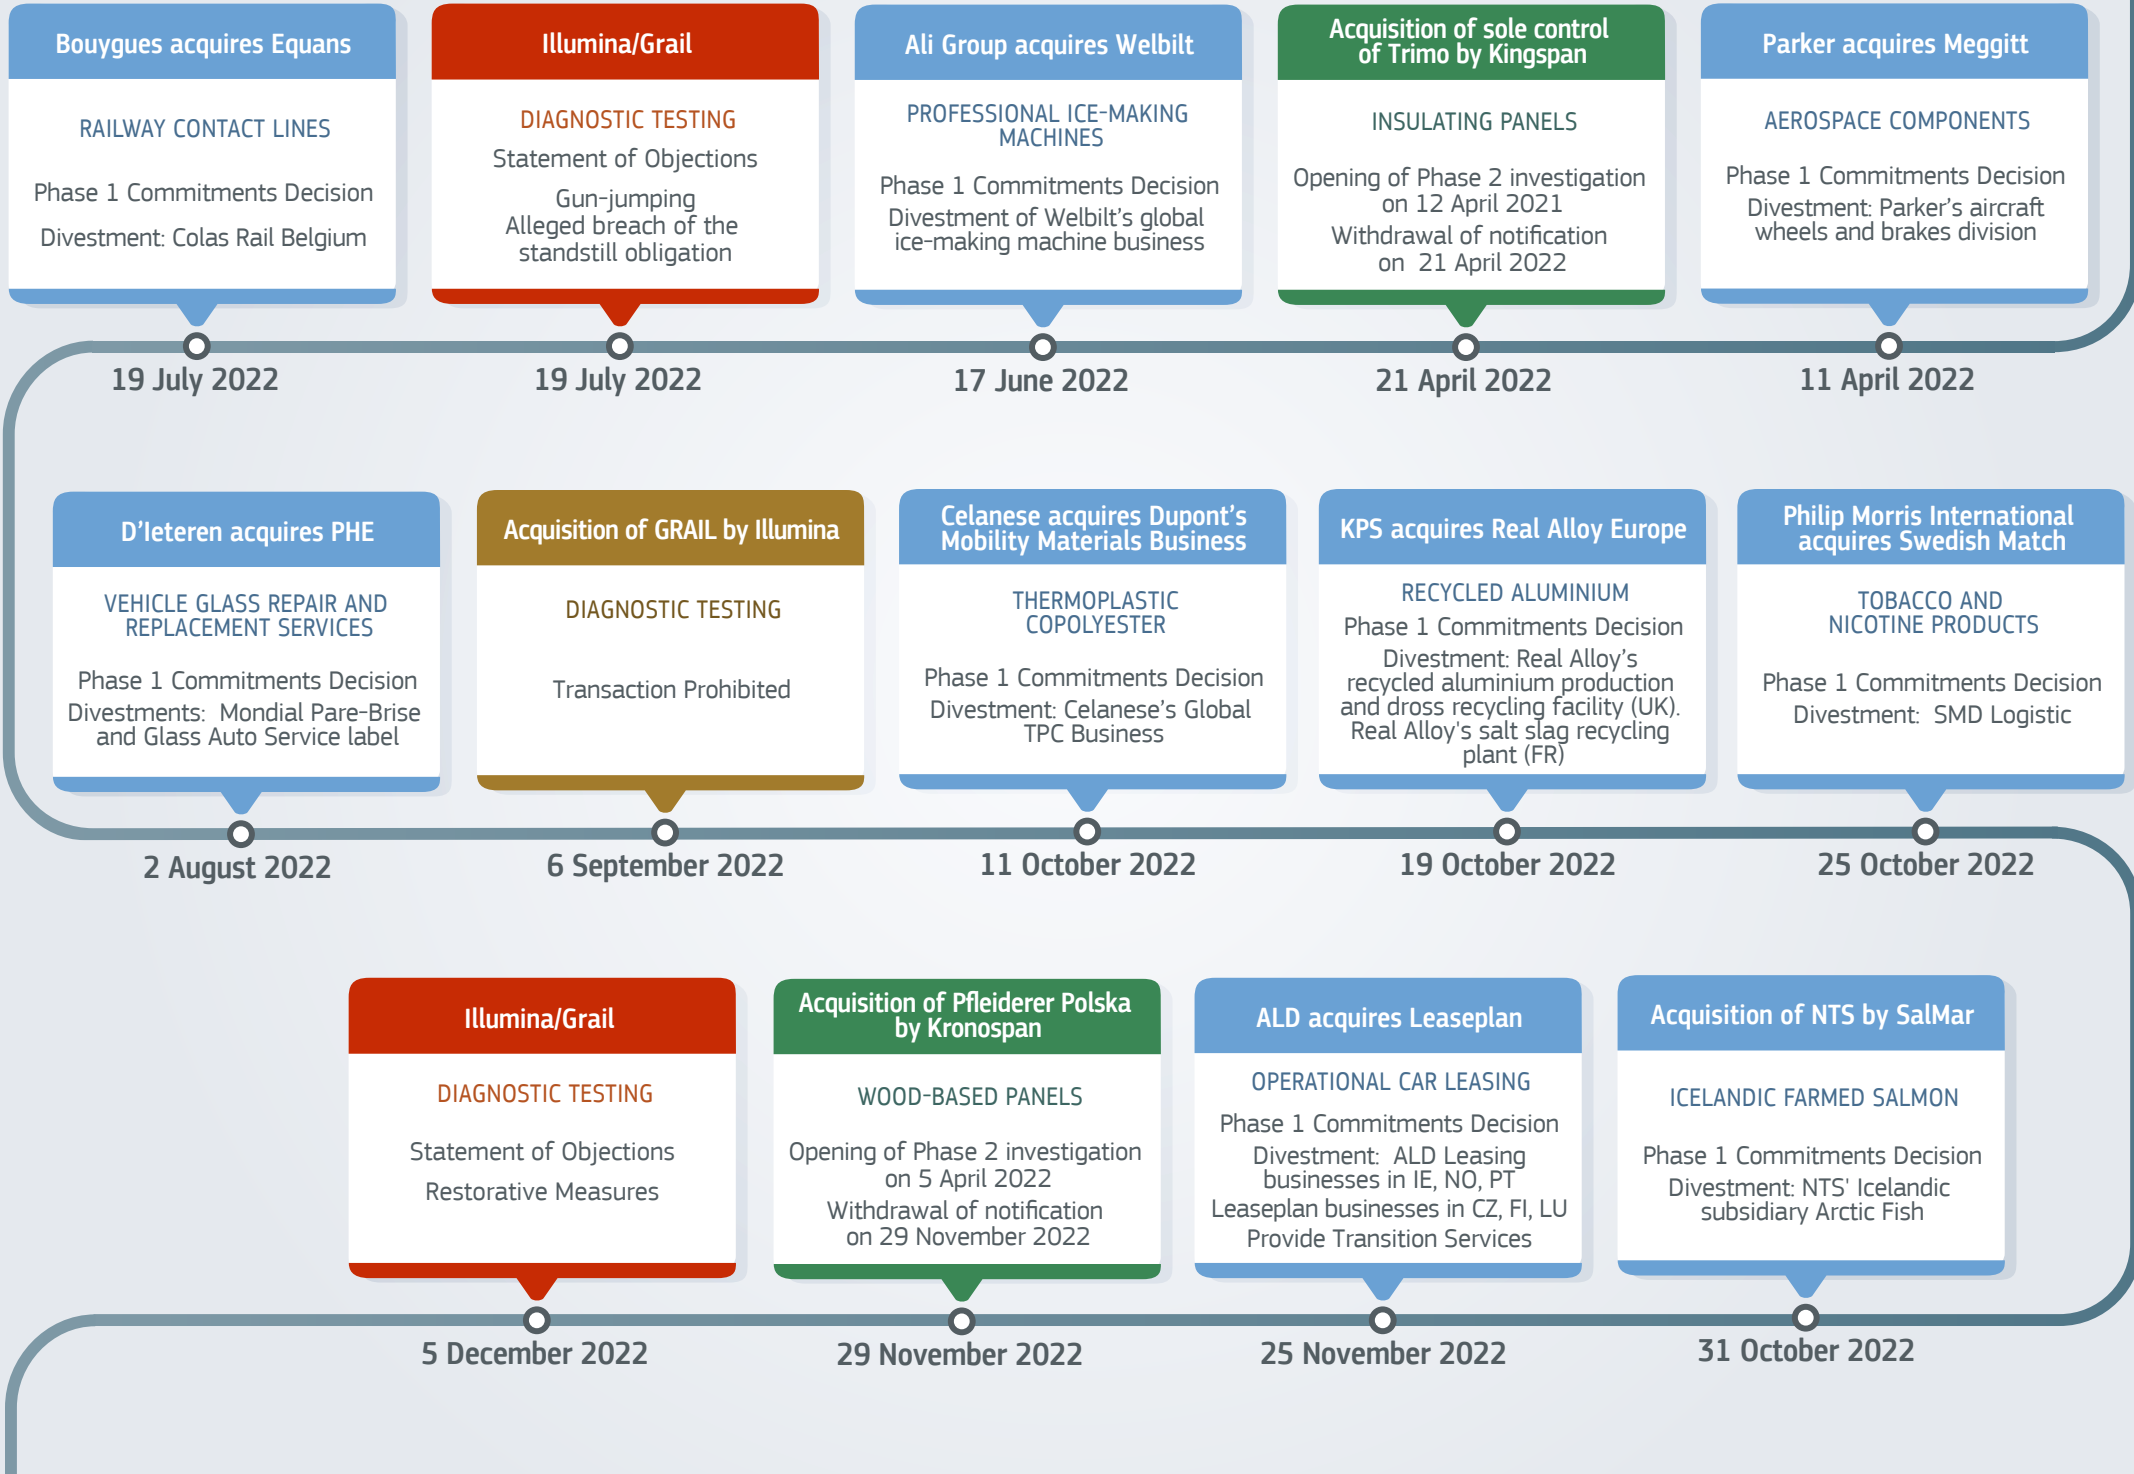 Bouygues acquires Equans
RAILWAY CONTACT LINES
Phase 1 Commitments Decision
Divestment: Colas Rail Belgium
19 July 2022
Illumina/Grail
DIAGNOSTIC TESTING
Statement of Objections
Gun-jumping
Alleged breach of the
standstill obligation
19 July 2022
Ali Group acquires Welbilt
PROFESSIONAL ICE-MAKING
MACHINES
Phase 1 Commitments Decision
Divestment of Welbilt's global
ice-making machine business
17 June 2022
Acquisition of sole control
of Trimo by Kingspan
INSULATING PANELS
Opening of Phase 2 investigation
on 12 April 2021
Withdrawal of notification
on 21 April 2022
21 April 2022
Parker acquires Meggitt
AEROSPACE COMPONENTS
Phase 1 Commitments Decision
Divestment: Parker's aircraft
wheels and brakes division
11 April 2022
D'Ieteren acquires PHE
VEHICLE GLASS REPAIR AND
REPLACEMENT SERVICES
Phase 1 Commitments Decision
Divestments: Mondial Pare-Brise
and Glass Auto Service label
2 August 2022
Acquisition of GRAIL by Illumina
DIAGNOSTIC TESTING
Transaction Prohibited
6 September 2022
Celanese acquires Dupont's
Mobility Materials Business
THERMOPLASTIC
COPOLYESTER
Phase 1 Commitments Decision
Divestment: Celanese's Global
TPC Business
11 October 2022
KPS acquires Real Alloy Europe
RECYCLED ALUMINIUM
Phase 1 Commitments Decision
Divestment: Real Alloy's
recycled aluminium production
and dross recycling facility (UK).
Real Alloy's salt slag recycling
plant (FR)
19 October 2022
Philip Morris International
acquires Swedish Match
TOBACCO AND
NICOTINE PRODUCTS
Phase 1 Commitments Decision
Divestment: SMD Logistic
25 October 2022
Illumina/Grail
DIAGNOSTIC TESTING
Statement of Objections
Restorative Measures
5 December 2022
Acquisition of Pfleiderer Polska
by Kronospan
WOOD-BASED PANELS
Opening of Phase 2 investigation
on 5 April 2022
Withdrawal of notification
on 29 November 2022
29 November 2022
ALD acquires Leaseplan
OPERATIONAL CAR LEASING
Phase 1 Commitments Decision
Divestment: ALD Leasing
businesses in IE, NO, PT
Leaseplan businesses in CZ, FI, LU
Provide Transition Services
25 November 2022
Acquisition of NTS by SalMar
ICELANDIC FARMED SALMON
Phase 1 Commitments Decision
Divestment: NTS' Icelandic
subsidiary Arctic Fish
31 October 2022